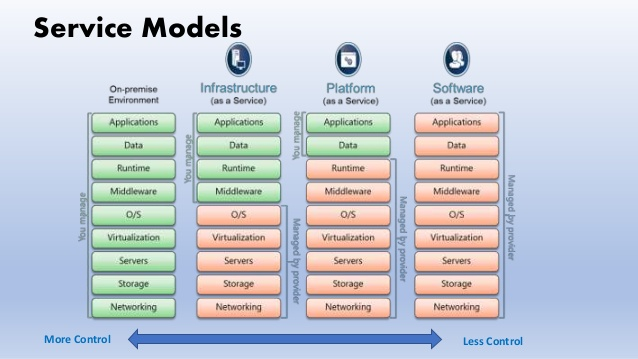 Service Models
On-premise
Environment
Applications
Data
Runtime
Middleware
O/S
Virtualization
Servers
Storage
Networking
You manage
Infrastructure
(as a Service)
Applications
Data
Runtime
Middleware
O/S
Virtualization
Servers
Storage
Networking
You manage
Managed by provider
Platform
(as a Service)
Applications
Data
Runtime
Middleware
O/S
Virtualization
Servers
Storage
Networking
You manage
Managed by provider
Software
(as a Service)
Applications
Data
Runtime
Middleware
O/S
Virtualization
Servers
Storage
Networking
Managed by provider
More Control
Less Control